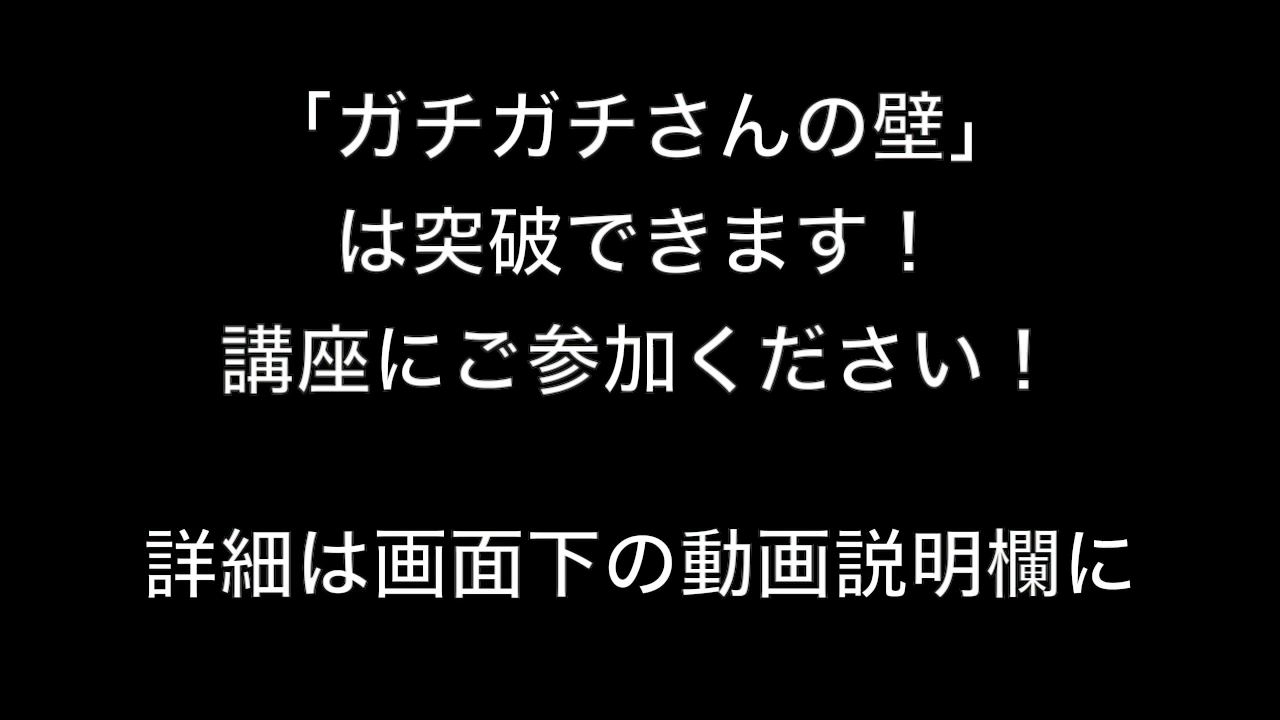 「ガチガチさんの壁」
は突破できます！
講座にご参加ください！
詳細は画面下の動画説明欄に